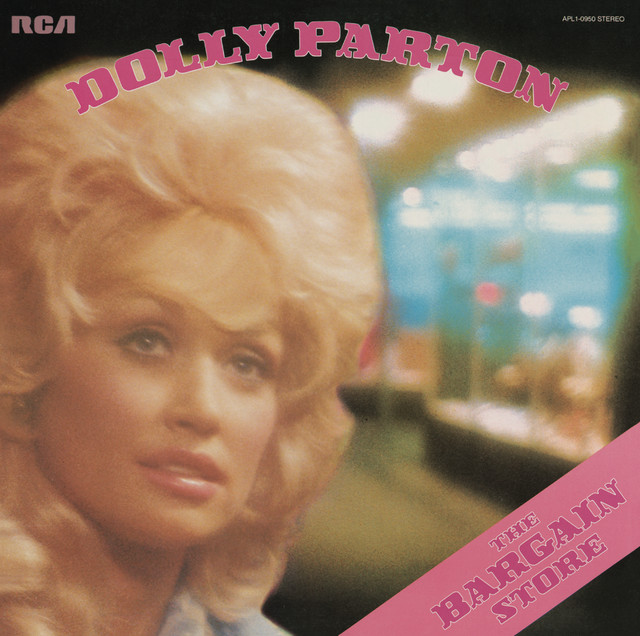 RCA
APL1-0950 STEREO
DOLLY PARTON
THE
BARGAIN
STORE